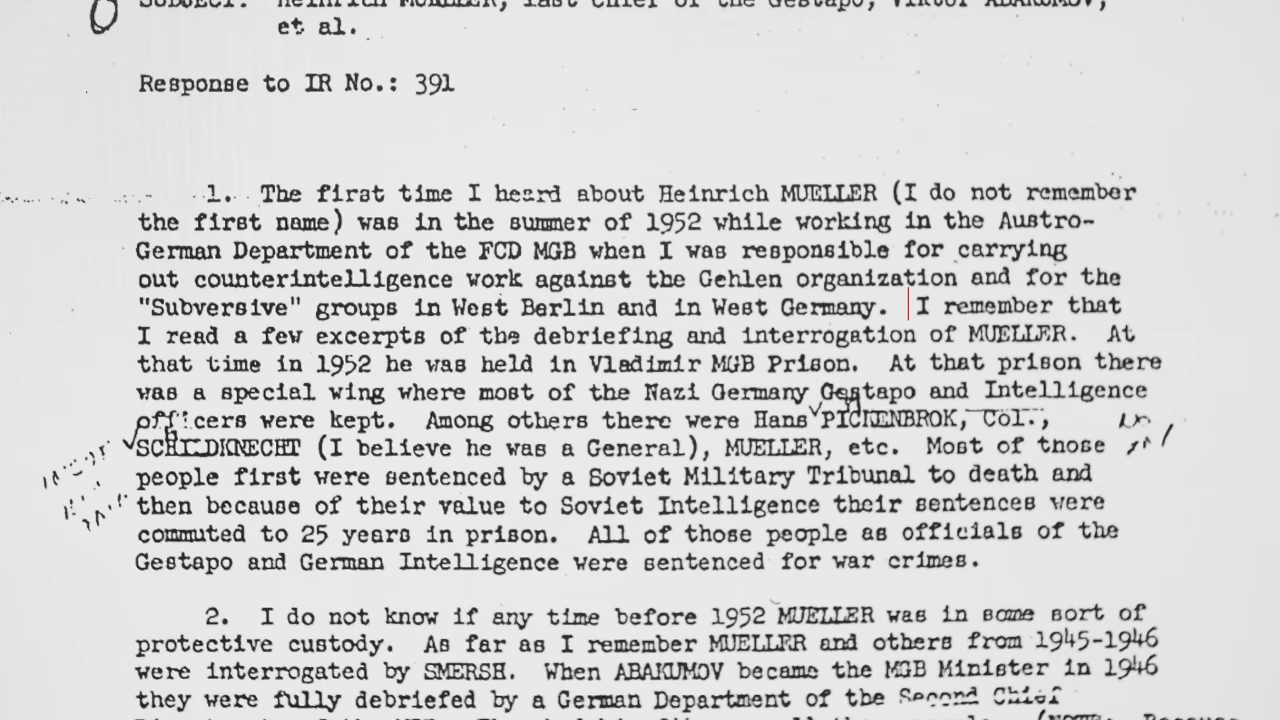 SUBJECT: Heinrich MUELLER, last Chief of the Gestapo, Viktor ABAKUMOV,
et al.
Response to IR No.: 391
1. The first time I heard about Heinrich MUELLER (I do not remember
the first name) was in the summer of 1952 while working in the Austro-
German Department of the FCD MGB when I was responsible for carrying
out counterintelligence work against the Gehlen organization and for the
"Subversive" groups in West Berlin and in West Germany. I remember that
I read a few excerpts of the debriefing and interrogation of MUELLER. At
that time in 1952 he was held in Vladimir MGB Prison. At that prison there
was a special wing where most of the Nazi Germany Gestapo and Intelligence
officers were kept. Among others there were Hans PICKENBROK, Col.,
SCHILDKNECHT (I believe he was a General), MUELLER, etc. Most of those
people first were sentenced by a Soviet Military Tribunal to death and
then because of their value to Soviet Intelligence their sentences were
commuted to 25 years in prison. All of those people as officials of the
Gestapo and German Intelligence were sentenced for war crimes.
2. I do not know if any time before 1952 MUELLER was in some sort of
protective custody. As far as I remember MUELLER and others from 1945-1946
were interrogated by SMERSH. When ABAKUMOV became the MGB Minister in 1946
they were fully debriefed by a German Department of the Second Chief